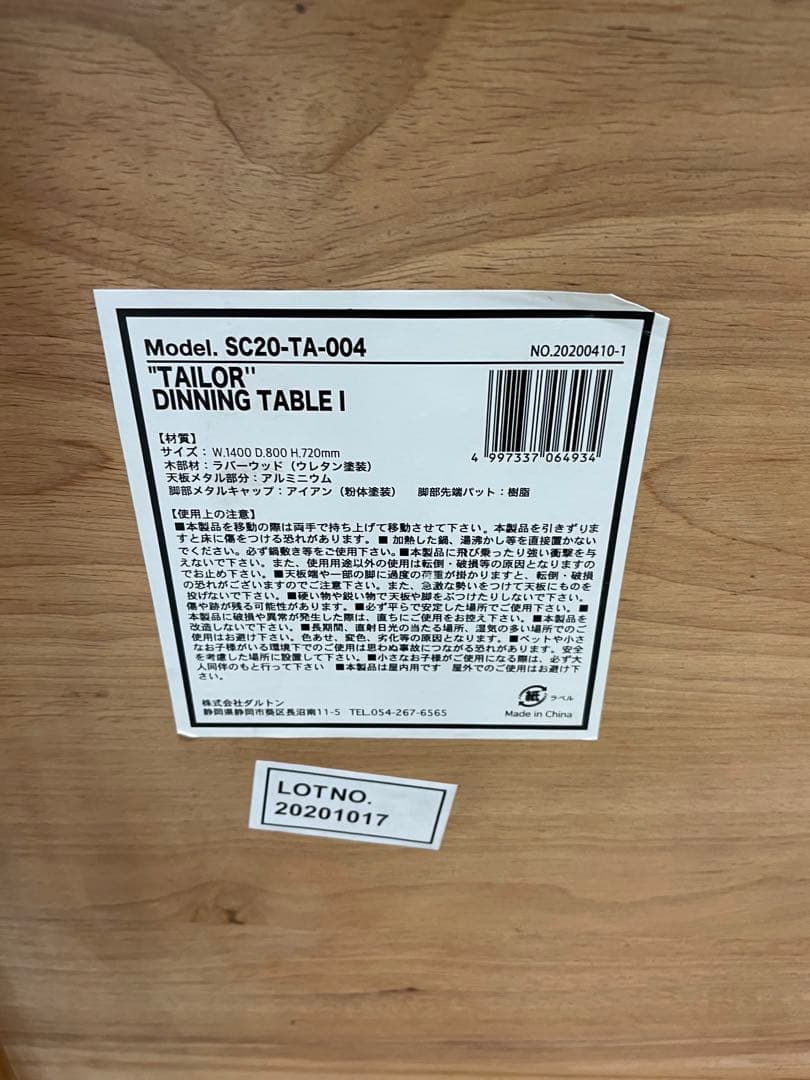 Model. SC20-TA-004
NO.20200410-1
"TAILOR"
DINNING TABLE I
4 997337 064934
【材質】
サイズ：W.1400 D.800 H.720mm
木部材：ラバーウッド（ウレタン塗装）
天板メタル部分：アルミニウム
脚部メタルキャップ：アイアン（粉体塗装） 脚部先端パット：樹脂
【使用上の注意】
■本製品を移動の際は両手で持ち上げて移動させて下さい。本製品を引きずりま
すと床に傷をつける恐れがあります。■ 加熱した鍋、湯沸かし等を直接置かない
でください。必ず鍋敷き等をご使用下さい。■本製品に飛び乗ったり強い衝撃を与
えないで下さい。また、使用用途以外の使用は転倒・破損等の原因となりますの
でお止め下さい。■天板端や一部の脚に過度の荷重が掛かりますと、転倒・破損
の恐れがございますのでご注意下さい。また、急激な勢いをつけて天板にものを
投げないで下さい。■硬い物や鋭い物で天板や脚をぶつけたりしないで下さい。
傷や跡が残る可能性があります。■必ず平らで安定した場所でご使用下さい。■
本製品に破損や異常が発生した際は、直ちにご使用をお控え下さい。■本製品を
改造しないで下さい。■長期間、直射日光の当たる場所、湿気の多い場所でのご
使用はお避け下さい。色あせ、変色、劣化等の原因となります。■ペットや小さ
なお子様がいる環境下でのご使用は思わぬ事故につながる恐れがあります。安全
を考慮した場所に設置して下さい。■小さなお子様がご使用になる際は、必ず大
人同伴のもと行って下さい ■本製品は屋内用です 屋外でのご使用はお避け下
さい。
紙 ラベル
株式会社ダルトン
静岡県静岡市葵区長沼南11-5 TEL.054-267-6565
Made in China
LOT NO.
20201017